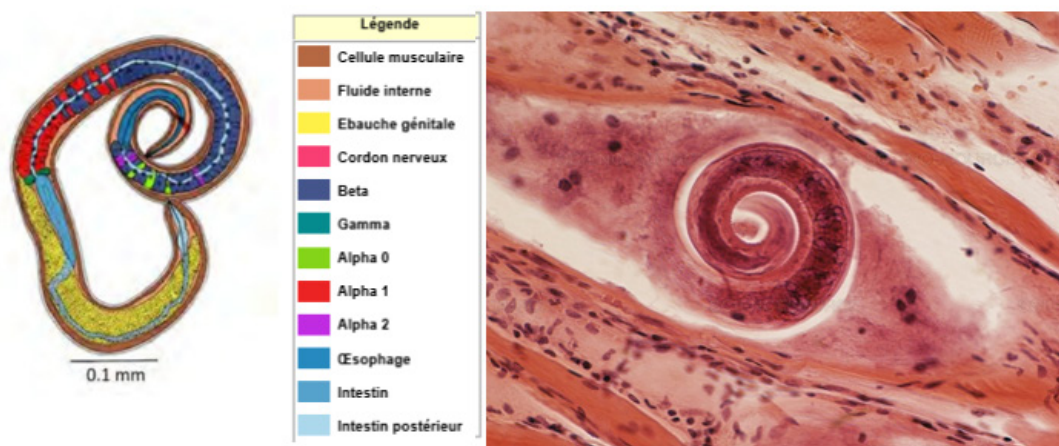 Légende
Cellule musculaire
Fluide interne
Ebauche génitale
Cordon nerveux
Beta
Gamma
Alpha 0
Alpha 1
Alpha 2
Œsophage
Intestin
Intestin postérieur
0.1 mm